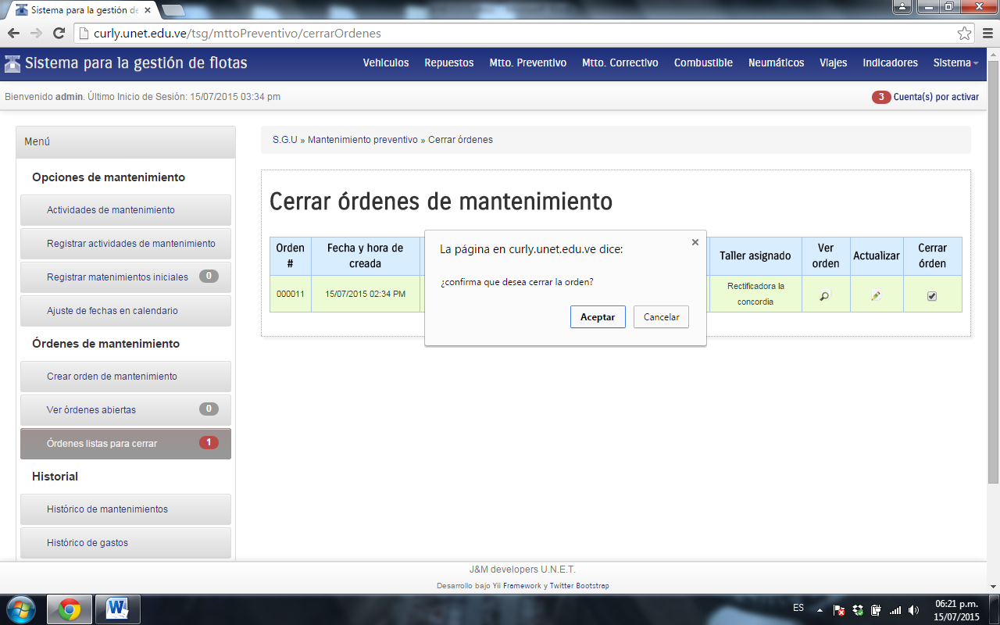 Sistema para la gestión de
curly.unet.edu.ve/tsg/mttoPreventivo/cerrarOrdenes
Sistema para la gestión de flotas
Vehiculos Repuestos Mtto. Preventivo Mtto. Correctivo Combustible Neumáticos Viajes Indicadores Sistema
Bienvenido admin. Último Inicio de Sesión: 15/07/2015 03:34 pm
3 Cuenta(s) por activar
Menú
Opciones de mantenimiento
Actividades de mantenimiento
Registrar actividades de mantenimiento
Registrar matenimientos iniciales 0
Ajuste de fechas en calendario
Órdenes de mantenimiento
Crear orden de mantenimiento
Ver órdenes abiertas 0
Órdenes listas para cerrar 1
Historial
Histórico de mantenimientos
Histórico de gastos
S.G.U » Mantenimiento preventivo » Cerrar órdenes
Cerrar órdenes de mantenimiento
Orden #
Fecha y hora de creada
Taller asignado
Ver orden
Actualizar
Cerrar órden
000011
15/07/2015 02:34 PM
Rectificadora la concordia
La página en curly.unet.edu.ve dice:
¿confirma que desea cerrar la orden?
Aceptar Cancelar
J&M developers U.N.E.T.
Desarrollo bajo Yii Framework y Twitter Bootstrap
ES
06:21 p.m.
15/07/2015